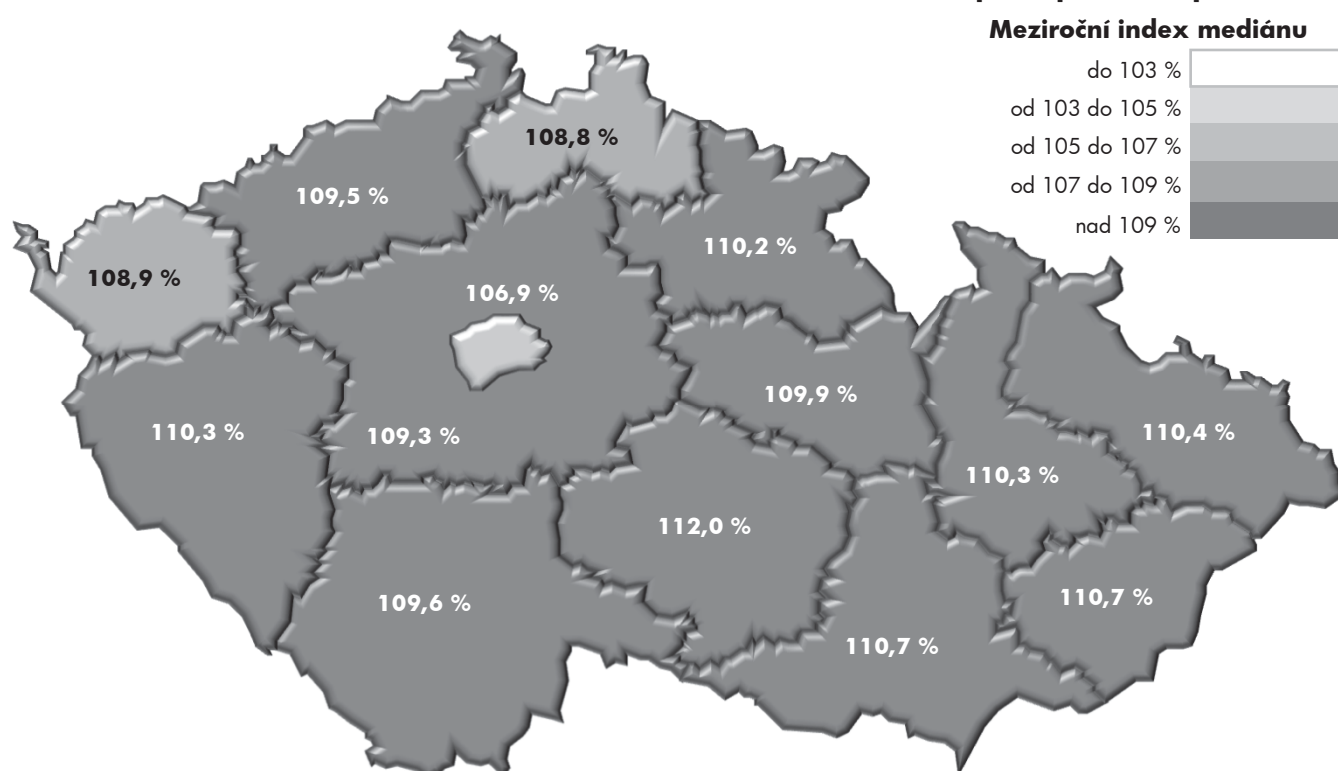 Meziroční index mediánu
do 103 %
od 103 do 105 %
od 105 do 107 %
od 107 do 109 %
nad 109 %
108,8 %
109,5 %
110,2 %
108,9 %
106,9 %
109,9 %
110,3 %
109,3 %
110,4 %
110,3 %
112,0 %
109,6 %
110,7 %
110,7 %